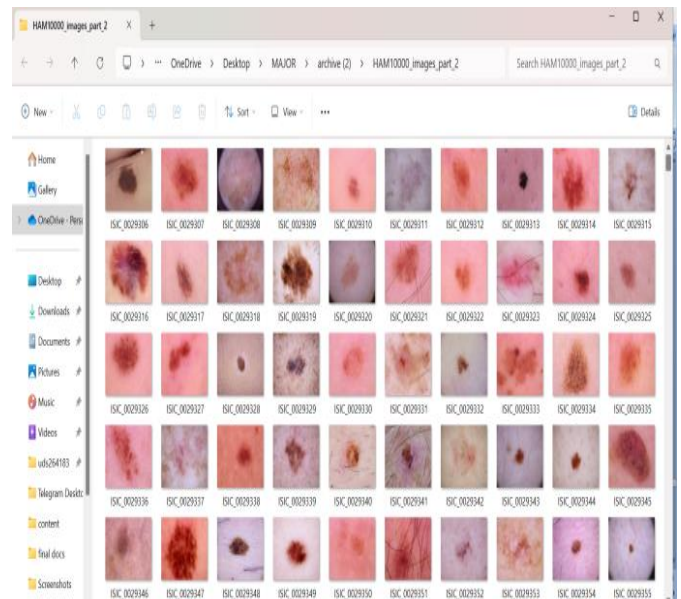 HAM10000_images_part_2
OneDrive > Desktop > MAJOR > archive (2) > HAM10000_images_part_2
Search HAM10000_images_part_2
New
Sort
View
Details
Home
Gallery
OneDrive - Pers
Desktop
Downloads
Documents
Pictures
Music
Videos
uds264183
Telegram Deskto
content
final docs
Screenshots
ISIC_0029306 ISIC_0029307 ISIC_0029308 ISIC_0029309 ISIC_0029310 ISIC_0029311 ISIC_0029312 ISIC_0029313 ISIC_0029314 ISIC_0029315
ISIC_0029316 ISIC_0029317 ISIC_0029318 ISIC_0029319 ISIC_0029320 ISIC_0029321 ISIC_0029322 ISIC_0029323 ISIC_0029324 ISIC_0029325
ISIC_0029326 ISIC_0029327 ISIC_0029328 ISIC_0029329 ISIC_0029330 ISIC_0029331 ISIC_0029332 ISIC_0029333 ISIC_0029334 ISIC_0029335
ISIC_0029336 ISIC_0029337 ISIC_0029338 ISIC_0029339 ISIC_0029340 ISIC_0029341 ISIC_0029342 ISIC_0029343 ISIC_0029344 ISIC_0029345
ISIC_0029346 ISIC_0029347 ISIC_0029348 ISIC_0029349 ISIC_0029350 ISIC_0029351 ISIC_0029352 ISIC_0029353 ISIC_0029354 ISIC_0029355